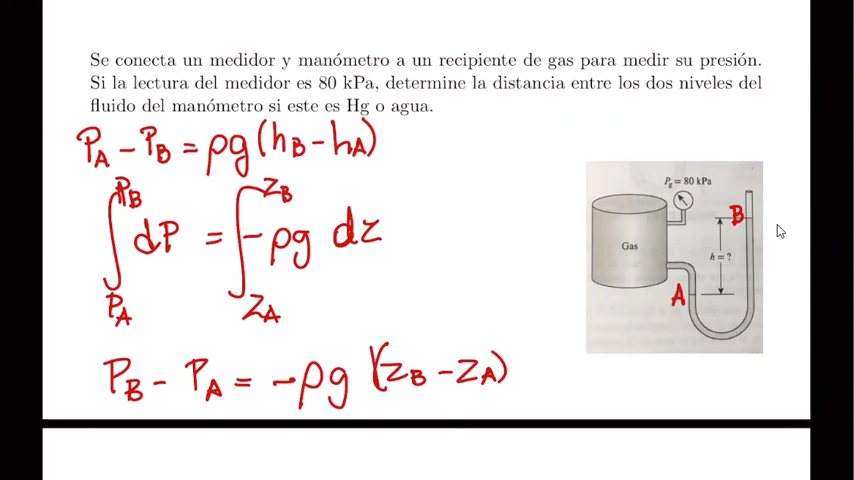 Se conecta un medidor y manómetro a un recipiente de gas para medir su presión.
Si la lectura del medidor es 80 kPa, determine la distancia entre los dos niveles del
fluido del manómetro si este es Hg o agua.
P_A - P_B = ρg(h_B - h_A)
∫_{P_A}^{P_B} dP = ∫_{Z_A}^{Z_B} -ρg dz
P_B - P_A = -ρg (z_B - z_A)
P_g = 80 kPa
B
Gas
h = ?
A